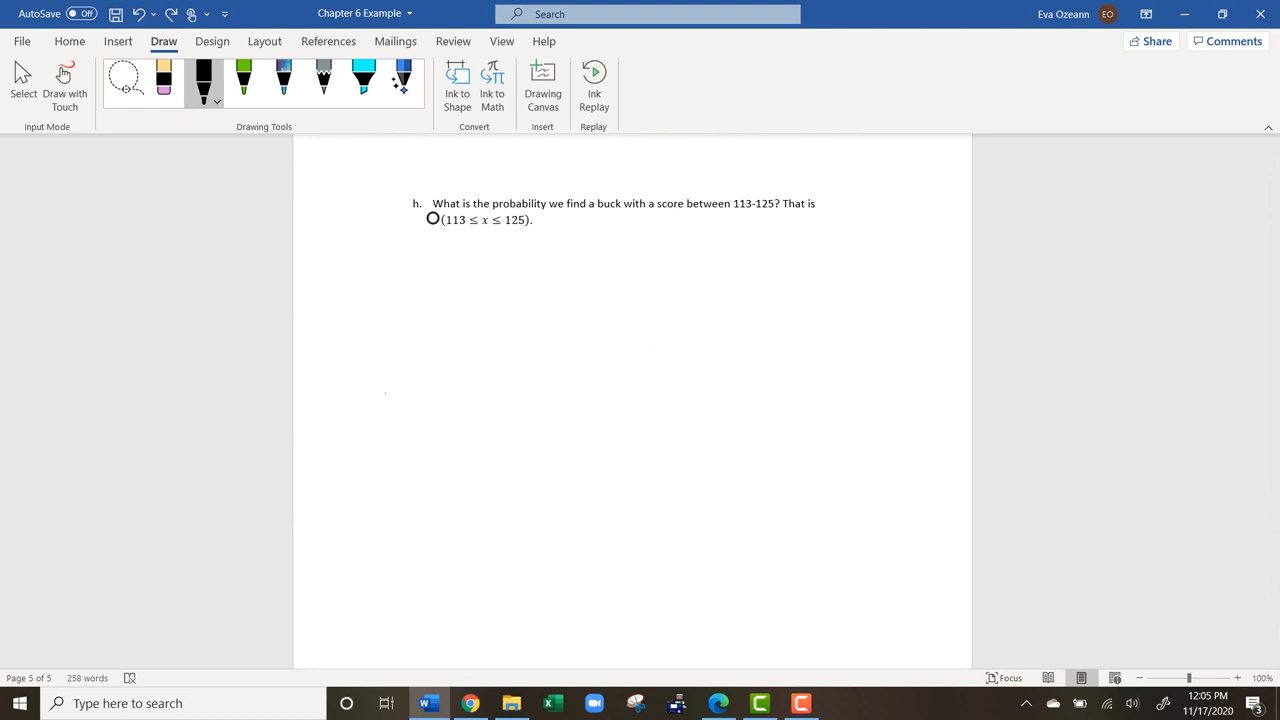 AutoSave Off Chapter 6 Example Search Eva Ozeann EO
File Home Insert Draw Design Layout References Mailings Review View Help Share Comments
Select
Draw with Touch
Ink to Shape
Ink to Math
Drawing Canvas
Ink Replay
Input Mode Drawing Tools Convert Insert Replay
h. What is the probability we find a buck with a score between 113-125? That is
(113 ≤ x ≤ 125).
Page 5 of 5 258 words Focus 100%
Type here to search
12:05 PM
11/17/2020
3